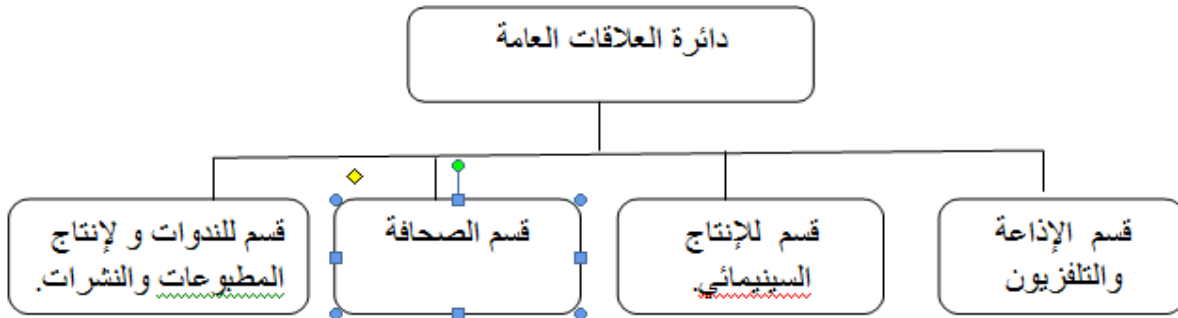 دائرة العلاقات العامة
قسم الإذاعة
والتلفزيون
قسم للإنتاج
السينيمائي.
قسم الصحافة
قسم للندوات و لإنتاج
المطبوعات والنشرات.